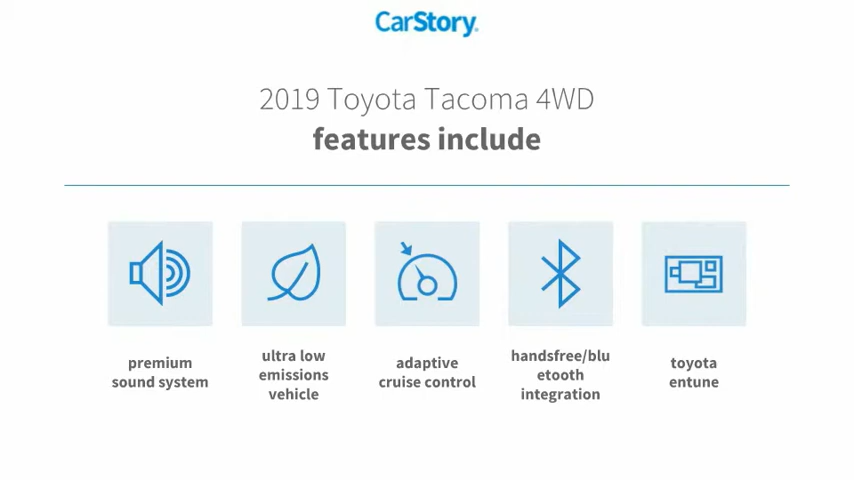 CarStory
2019 Toyota Tacoma 4WD
features include
premium
sound system
ultra low
emissions
vehicle
adaptive
cruise control
handsfree/blu
etooth
integration
toyota
entune